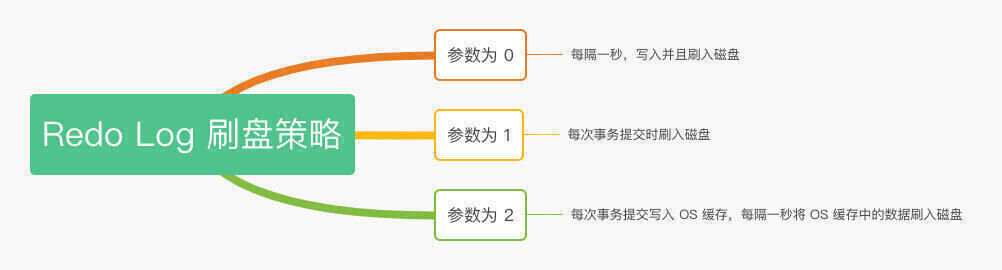 Redo Log 刷盘策略
参数为 0
每隔一秒，写入并且刷入磁盘
参数为 1
每次事务提交时刷入磁盘
参数为 2
每次事务提交写入 OS 缓存，每隔一秒将 OS 缓存中的数据刷入磁盘